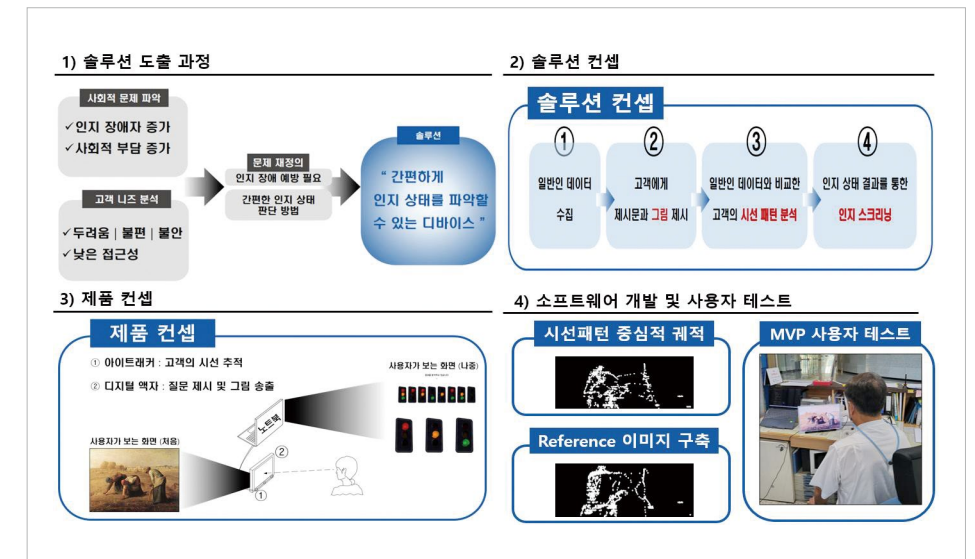 1) 솔루션 도출 과정
사회적 문제 파악
✓인지 장애자 증가
✓사회적 부담 증가
고객 니즈 분석
✓두려움 | 불편 | 불안
✓낮은 접근성
문제 재정의
인지 장애 예방 필요
간편한 인지 상태
판단 방법
솔루션
“ 간편하게
인지 상태를 파악할
수 있는 디바이스 ”
2) 솔루션 컨셉
솔루션 컨셉
①
일반인 데이터
수집
②
고객에게
제시문과 그림 제시
③
일반인 데이터와 비교한
고객의 시선 패턴 분석
④
인지 상태 결과를 통한
인지 스크리닝
3) 제품 컨셉
제품 컨셉
① 아이트래커 : 고객의 시선 추적
② 디지털 액자 : 질문 제시 및 그림 송출
사용자가 보는 화면 (나중)
노트북
사용자가 보는 화면 (처음)
②
①
4) 소프트웨어 개발 및 사용자 테스트
시선패턴 중심적 궤적
Reference 이미지 구축
MVP 사용자 테스트